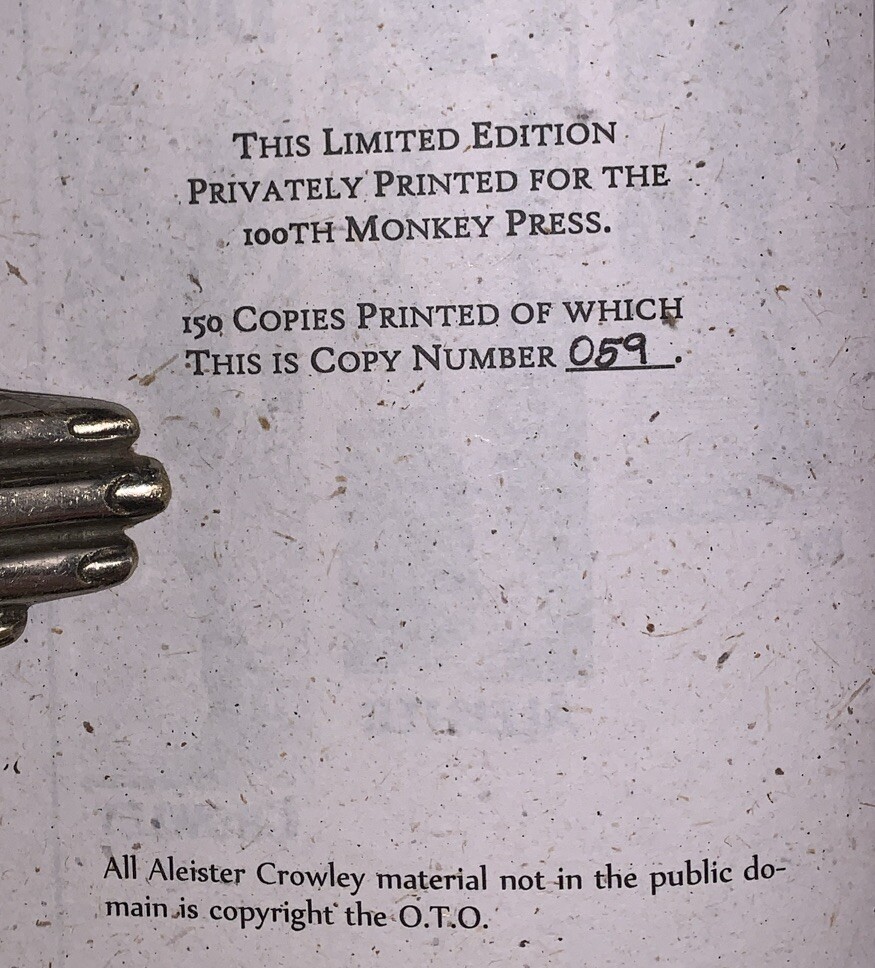 THIS LIMITED EDITION
PRIVATELY PRINTED FOR THE
100TH MONKEY PRESS.
150 COPIES PRINTED OF WHICH
THIS IS COPY NUMBER 059.
All Aleister Crowley material not in the public do-
main is copyright the O.T.O.